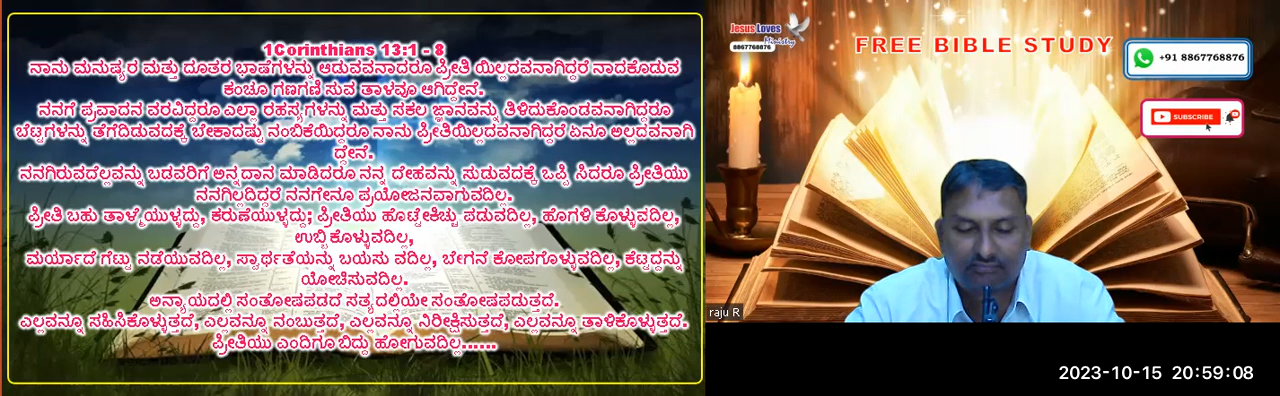 1Corinthians 13:1 - 8
ನಾನು ಮನುಷ್ಯರ ಮತ್ತು ದೂತರ ಭಾಷೆಗಳನ್ನು ಆಡುವವನಾದರೂ ಪ್ರೀತಿ ಯಿಲ್ಲದವನಾಗಿದ್ದರೆ ನಾದಕೊಡುವ
ಕಂಚೂ ಗಣಗಣಿ ಸುವ ತಾಳವೂ ಆಗಿದ್ದೇನೆ.
ನನಗೆ ಪ್ರವಾದನ ವರವಿದ್ದರೂ ಎಲ್ಲಾ ರಹಸ್ಯಗಳನ್ನು ಮತ್ತು ಸಕಲ ಜ್ಞಾನವನ್ನು ತಿಳಿದುಕೊಂಡವನಾಗಿದ್ದರೂ
ಬೆಟ್ಟಗಳನ್ನು ತೆಗೆದಿಡುವದಕ್ಕೆ ಬೇಕಾದಷ್ಟು ನಂಬಿಕೆಯಿದ್ದರೂ ನಾನು ಪ್ರೀತಿಯಿಲ್ಲದವನಾಗಿದ್ದರೆ ಏನೂ ಅಲ್ಲದವನಾಗಿ
ದ್ದೇನೆ.
ನನಗಿರುವದೆಲ್ಲವನ್ನು ಬಡವರಿಗೆ ಅನ್ನದಾನ ಮಾಡಿದರೂ ನನ್ನ ದೇಹವನ್ನು ಸುಡುವದಕ್ಕೆ ಒಪ್ಪಿ ಸಿದರೂ ಪ್ರೀತಿಯು
ನನಗಿಲ್ಲದಿದ್ದರೆ ನನಗೇನೂ ಪ್ರಯೋಜನವಾಗುವದಿಲ್ಲ.
ಪ್ರೀತಿ ಬಹು ತಾಳ್ಮೆಯುಳ್ಳದ್ದು, ಕರುಣೆಯುಳ್ಳದ್ದು; ಪ್ರೀತಿಯು ಹೊಟ್ಟೇಕಿಚ್ಚು ಪಡುವದಿಲ್ಲ, ಹೊಗಳಿ ಕೊಳ್ಳುವದಿಲ್ಲ,
ಉಬ್ಬಿ ಕೊಳ್ಳುವದಿಲ್ಲ,
ಮರ್ಯಾದೆ ಗೆಟ್ಟು ನಡೆಯುವದಿಲ್ಲ, ಸ್ವಾರ್ಥತೆಯನ್ನು ಬಯಸು ವದಿಲ್ಲ, ಬೇಗನೆ ಕೋಪಗೊಳ್ಳುವದಿಲ್ಲ, ಕೆಟ್ಟದ್ದನ್ನು
ಯೋಚಿಸುವದಿಲ್ಲ.
ಅನ್ಯಾಯದಲ್ಲಿ ಸಂತೋಷಪಡದೆ ಸತ್ಯ ದಲ್ಲಿಯೇ ಸಂತೋಷಪಡುತ್ತದೆ.
ಎಲ್ಲವನ್ನೂ ಸಹಿಸಿಕೊಳ್ಳುತ್ತದೆ, ಎಲ್ಲವನ್ನೂ ನಂಬುತ್ತದೆ, ಎಲ್ಲವನ್ನೂ ನಿರೀಕ್ಷಿಸುತ್ತದೆ, ಎಲ್ಲವನ್ನೂ ತಾಳಿಕೊಳ್ಳುತ್ತದೆ.
ಪ್ರೀತಿಯು ಎಂದಿಗೂ ಬಿದ್ದು ಹೋಗುವದಿಲ್ಲ......
Jesus Loves
Ministry
8867768876
FREE BIBLE STUDY
+91 8867768876
SUBSCRIBE
raju R
2023-10-15 20:59:08